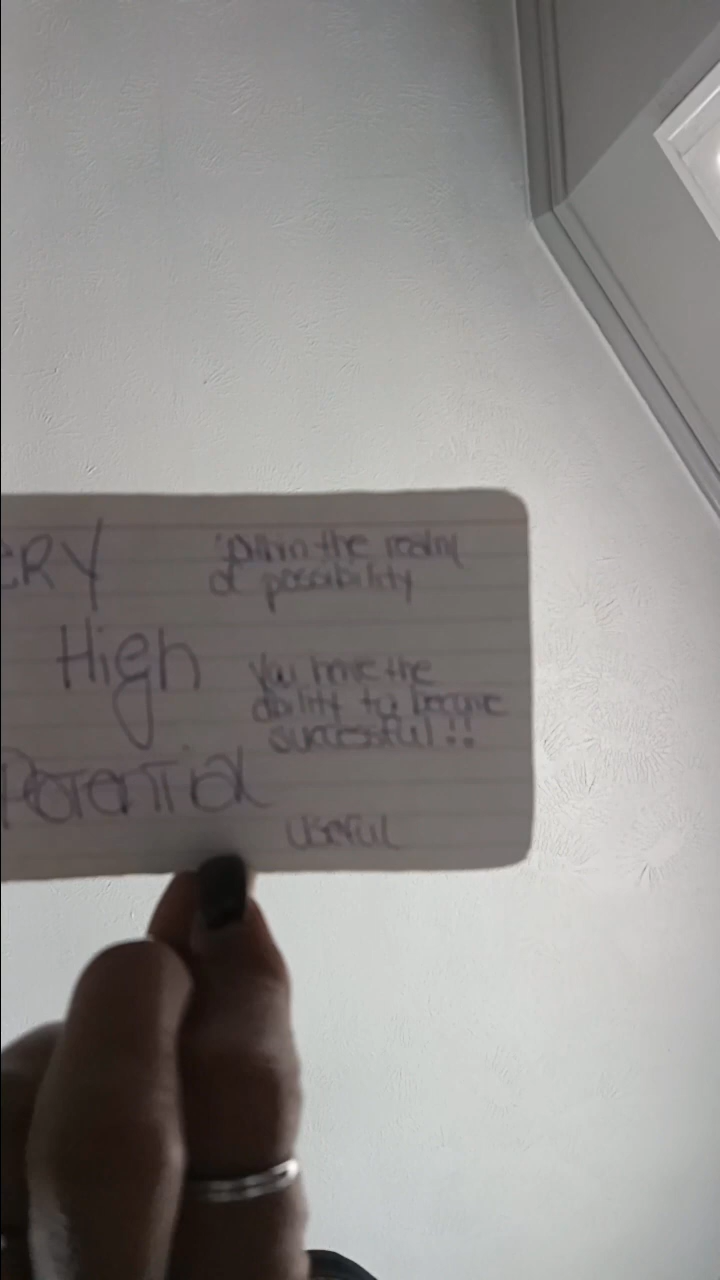 ERY
within the realm
of possibility
High
You have the
ability to become
successful!!
Potential
useful